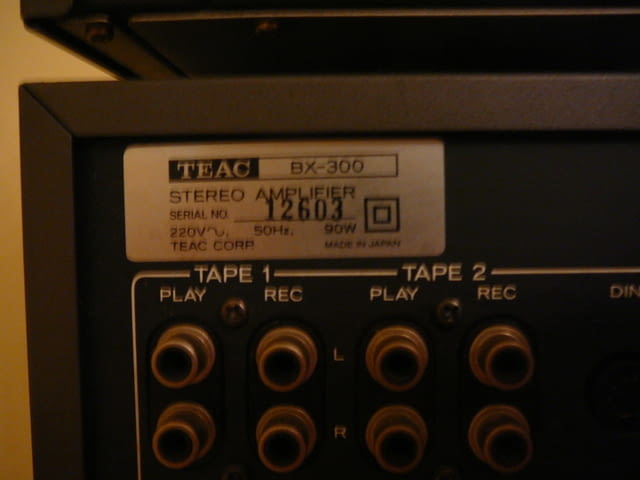 TEAC BX-300
STEREO AMPLIFIER
SERIAL NO. 12603
220V~, 50Hz, 90W
TEAC CORP MADE IN JAPAN
TAPE 1 TAPE 2
PLAY REC PLAY REC DIN
L
R